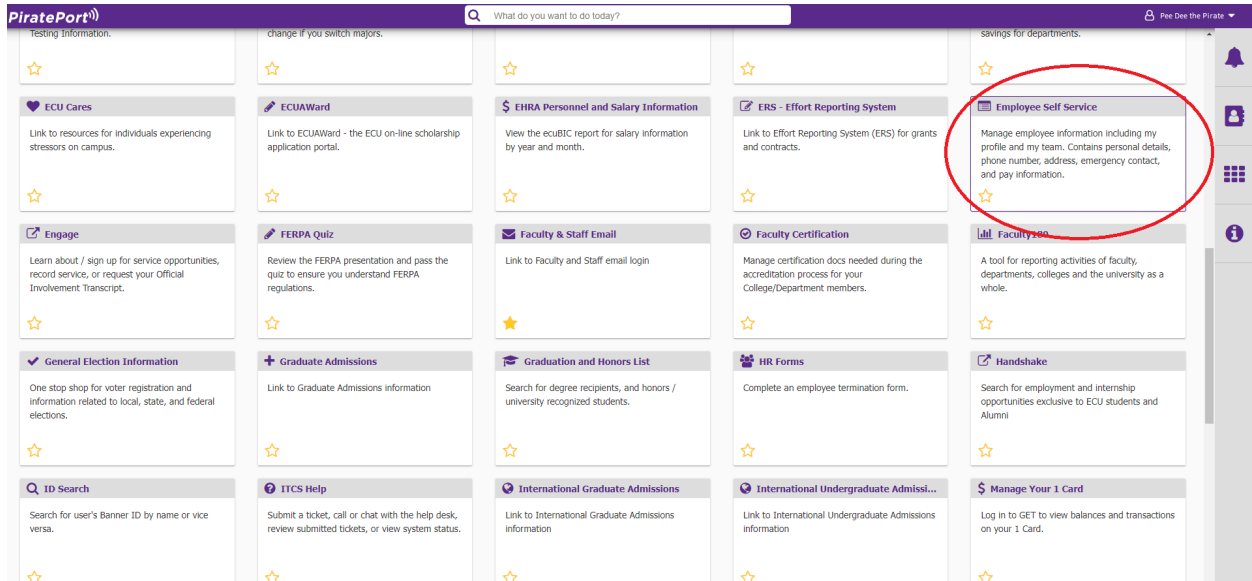 PiratePort
What do you want to do today?
Pee Dee the Pirate
Testing Information.
change if you switch majors.
savings for departments.
ECU Cares
Link to resources for individuals experiencing
stressors on campus.
ECUAWard
Link to ECUAWard - the ECU on-line scholarship
application portal.
EHRA Personnel and Salary Information
View the ecuBIC report for salary information
by year and month.
ERS - Effort Reporting System
Link to Effort Reporting System (ERS) for grants
and contracts.
Employee Self Service
Manage employee information including my
profile and my team. Contains personal details,
phone number, address, emergency contact,
and pay information.
Engage
Learn about / sign up for service opportunities,
record service, or request your Official
Involvement Transcript.
FERPA Quiz
Review the FERPA presentation and pass the
quiz to ensure you understand FERPA
regulations.
Faculty & Staff Email
Link to Faculty and Staff email login
Faculty Certification
Manage certification docs needed during the
accreditation process for your
College/Department members.
Faculty180
A tool for reporting activities of faculty,
departments, colleges and the university as a
whole.
General Election Information
One stop shop for voter registration and
information related to local, state, and federal
elections.
Graduate Admissions
Link to Graduate Admissions information
Graduation and Honors List
Search for degree recipients, and honors /
university recognized students.
HR Forms
Complete an employee termination form.
Handshake
Search for employment and internship
opportunities exclusive to ECU students and
Alumni
ID Search
Search for user's Banner ID by name or vice
versa.
ITCS Help
Submit a ticket, call or chat with the help desk,
review submitted tickets, or view system status.
International Graduate Admissions
Link to International Graduate Admissions
information
International Undergraduate Admissi...
Link to International Undergraduate Admissions
information
Manage Your 1 Card
Log in to GET to view balances and transactions
on your 1 Card.